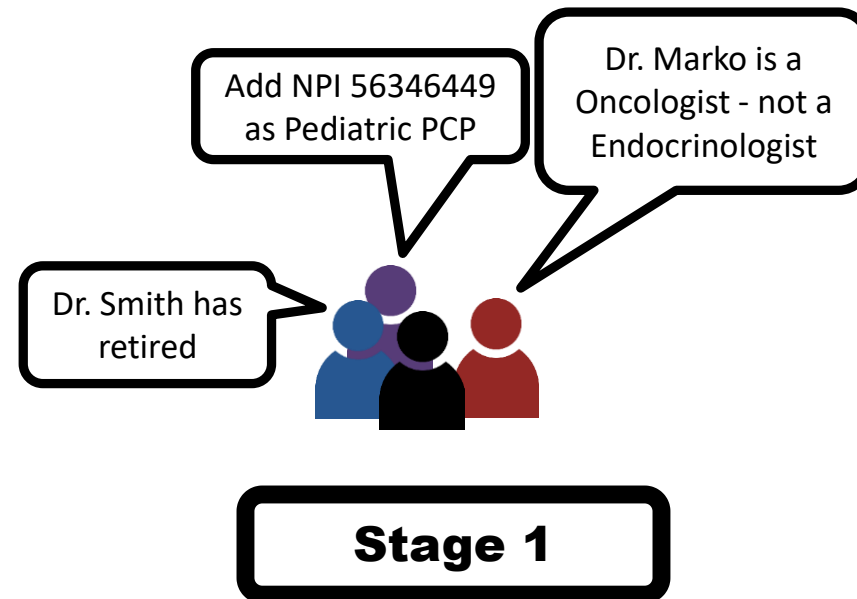 Add NPI 56346449
as Pediatric PCP
Dr. Marko is a
Oncologist - not a
Endocrinologist
Dr. Smith has
retired
Stage 1